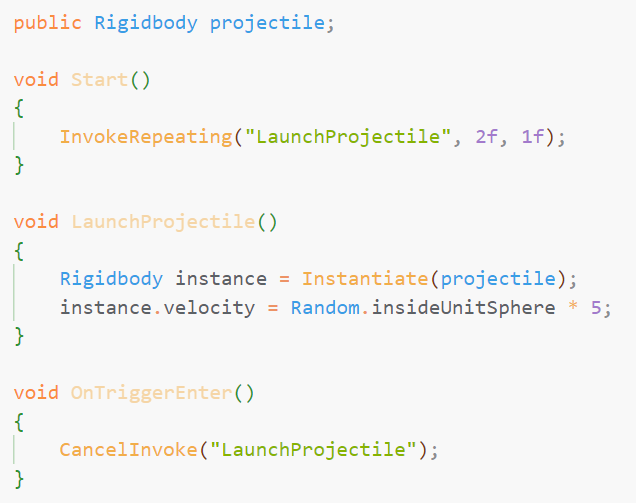 public Rigidbody projectile;
void Start()
{
InvokeRepeating("LaunchProjectile", 2f, 1f);
}
void LaunchProjectile()
{
Rigidbody instance = Instantiate(projectile);
instance.velocity = Random.insideUnitSphere * 5;
}
void OnTriggerEnter()
{
CancelInvoke("LaunchProjectile");
}